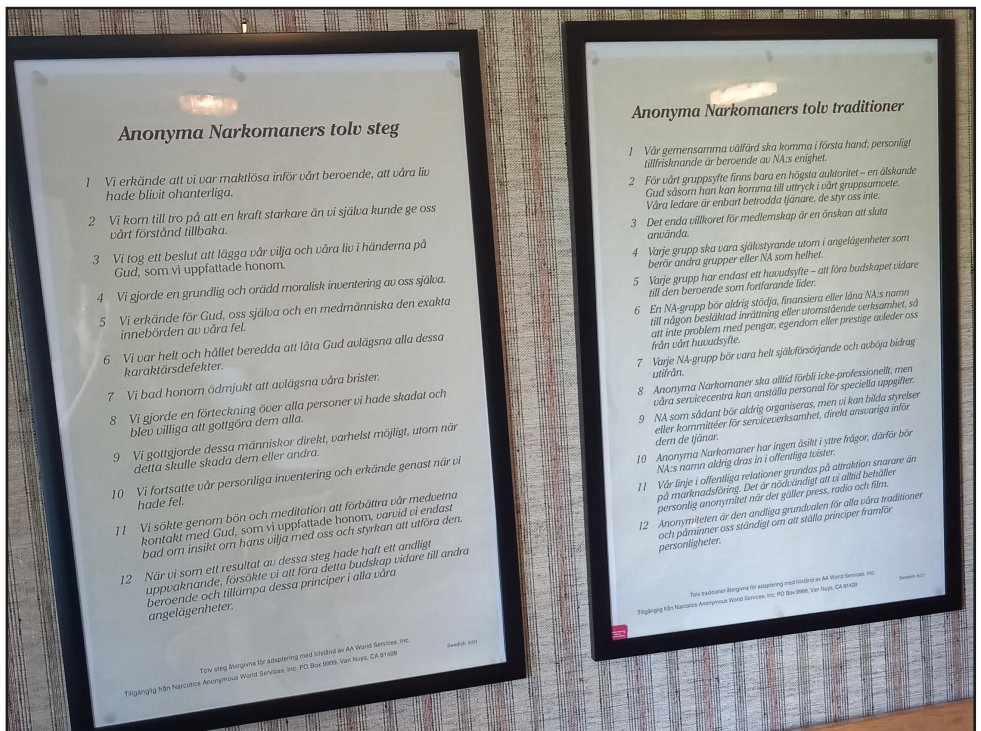 Anonyma Narkomaners tolv steg
1 Vi erkände att vi var maktlösa inför vårt beroende, att våra liv
hade blivit ohanterliga.
2 Vi kom till tro på att en kraft starkare än vi själva kunde ge oss
vårt förstånd tillbaka.
3 Vi tog ett beslut att lägga vår vilja och våra liv i händerna på
Gud, som vi uppfattade honom.
4 Vi gjorde en grundlig och orädd moralisk inventering av oss själva.
5 Vi erkände för Gud, oss själva och en medmänniska den exakta
innebörden av våra fel.
6 Vi var helt och hållet beredda att låta Gud avlägsna alla dessa
karaktärsdefekter.
7 Vi bad honom ödmjukt att avlägsna våra brister.
8 Vi gjorde en förteckning över alla personer vi hade skadat och
blev villiga att gottgöra dem alla.
9 Vi gottgjorde dessa människor direkt, varhelst möjligt, utom när
detta skulle skada dem eller andra.
10 Vi fortsatte vår personliga inventering och erkände genast när vi
hade fel.
11 Vi sökte genom bön och meditation att förbättra vår medvetna
kontakt med Gud, som vi uppfattade honom, varvid vi endast
bad om insikt om hans vilja med oss och styrkan att utföra den.
12 När vi som ett resultat av dessa steg hade haft ett andligt
uppvaknande, försökte vi att föra detta budskap vidare till andra
beroende och tillämpa dessa principer i alla våra
angelägenheter.
Tolv steg återgivna för adaptering med tillstånd av AA World Services, Inc.
Tillgänglig från Narcotics Anonymous World Services, Inc. PO Box 9999, Van Nuys, CA 91409
Swedish 5/01
Anonyma Narkomaners tolv traditioner
1 Vår gemensamma välfärd ska komma i första hand; personligt
tillfrisknande är beroende av NA:s enighet.
2 För vårt gruppsyfte finns bara en högsta auktoritet – en älskande
Gud såsom han kan komma till uttryck i vårt gruppsamvete.
Våra ledare är enbart betrodda tjänare, de styr oss inte.
3 Det enda villkoret för medlemskap är en önskan att sluta
använda.
4 Varje grupp ska vara självstyrande utom i angelägenheter som
berör andra grupper eller NA som helhet.
5 Varje grupp har endast ett huvudsyfte – att föra budskapet vidare
till den beroende som fortfarande lider.
6 En NA-grupp bör aldrig stödja, finansiera eller låna NA:s namn
till någon besläktad inrättning eller utomstående verksamhet, så
att inte problem med pengar, egendom eller prestige avleder oss
från vårt huvudsyfte.
7 Varje NA-grupp bör vara helt självförsörjande och avböja bidrag
utifrån.
8 Anonyma Narkomaner ska alltid förbli icke-professionellt, men
våra servicecentra kan anställa personal för speciella uppgifter.
9 NA som sådant bör aldrig organiseras, men vi kan bilda styrelser
eller kommittéer för serviceverksamhet, direkt ansvariga inför
dem de tjänar.
10 Anonyma Narkomaner har ingen åsikt i yttre frågor, därför bör
NA:s namn aldrig dras in i offentliga tvister.
11 Vår linje i offentliga relationer grundas på attraktion snarare än
på marknadsföring. Det är nödvändigt att vi alltid behåller
personlig anonymitet när det gäller press, radio och film.
12 Anonymiteten är den andliga grundvalen för alla våra traditioner
och påminner oss ständigt om att ställa principer framför
personligheter.
Tolv traditioner återgivna för adaptering med tillstånd av AA World Services, Inc.
Tillgänglig från Narcotics Anonymous World Services, Inc. PO Box 9999, Van Nuys, CA 91409
Swedish 5/01